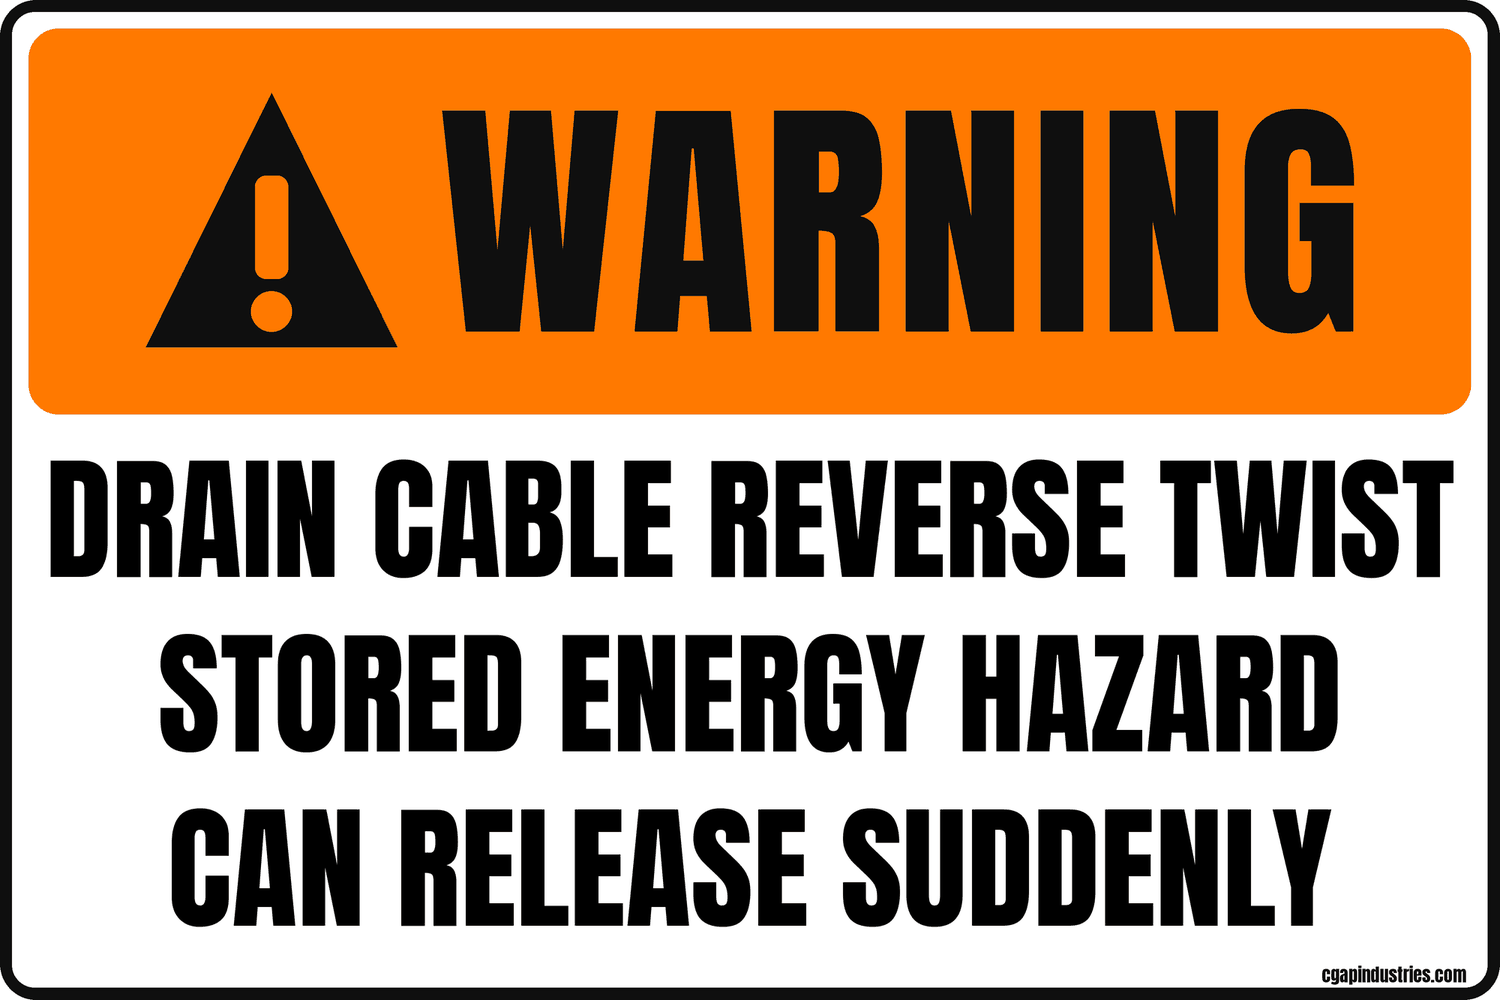 WARNING
DRAIN CABLE REVERSE TWIST
STORED ENERGY HAZARD
CAN RELEASE SUDDENLY
cgapindustries.com